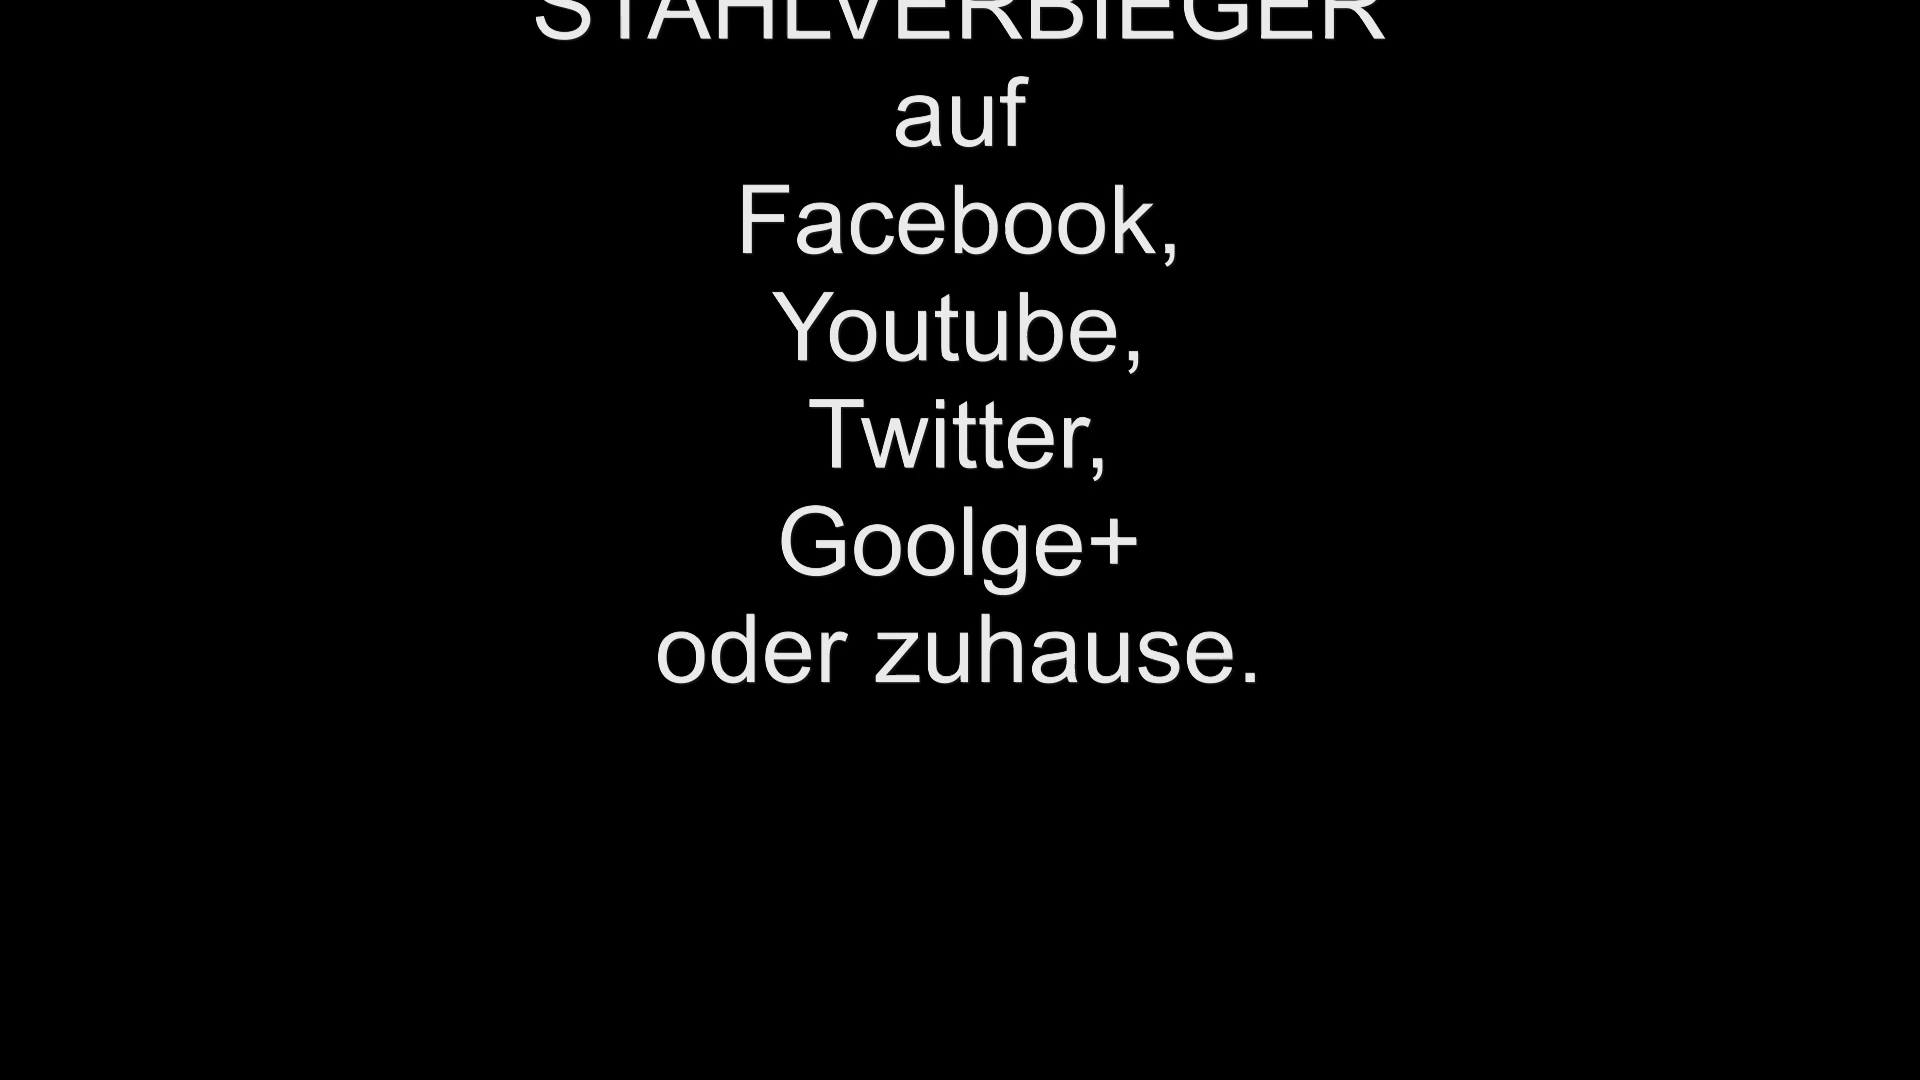 STAHLVERBIEGER
auf
Facebook,
Youtube,
Twitter,
Goolge+
oder zuhause.